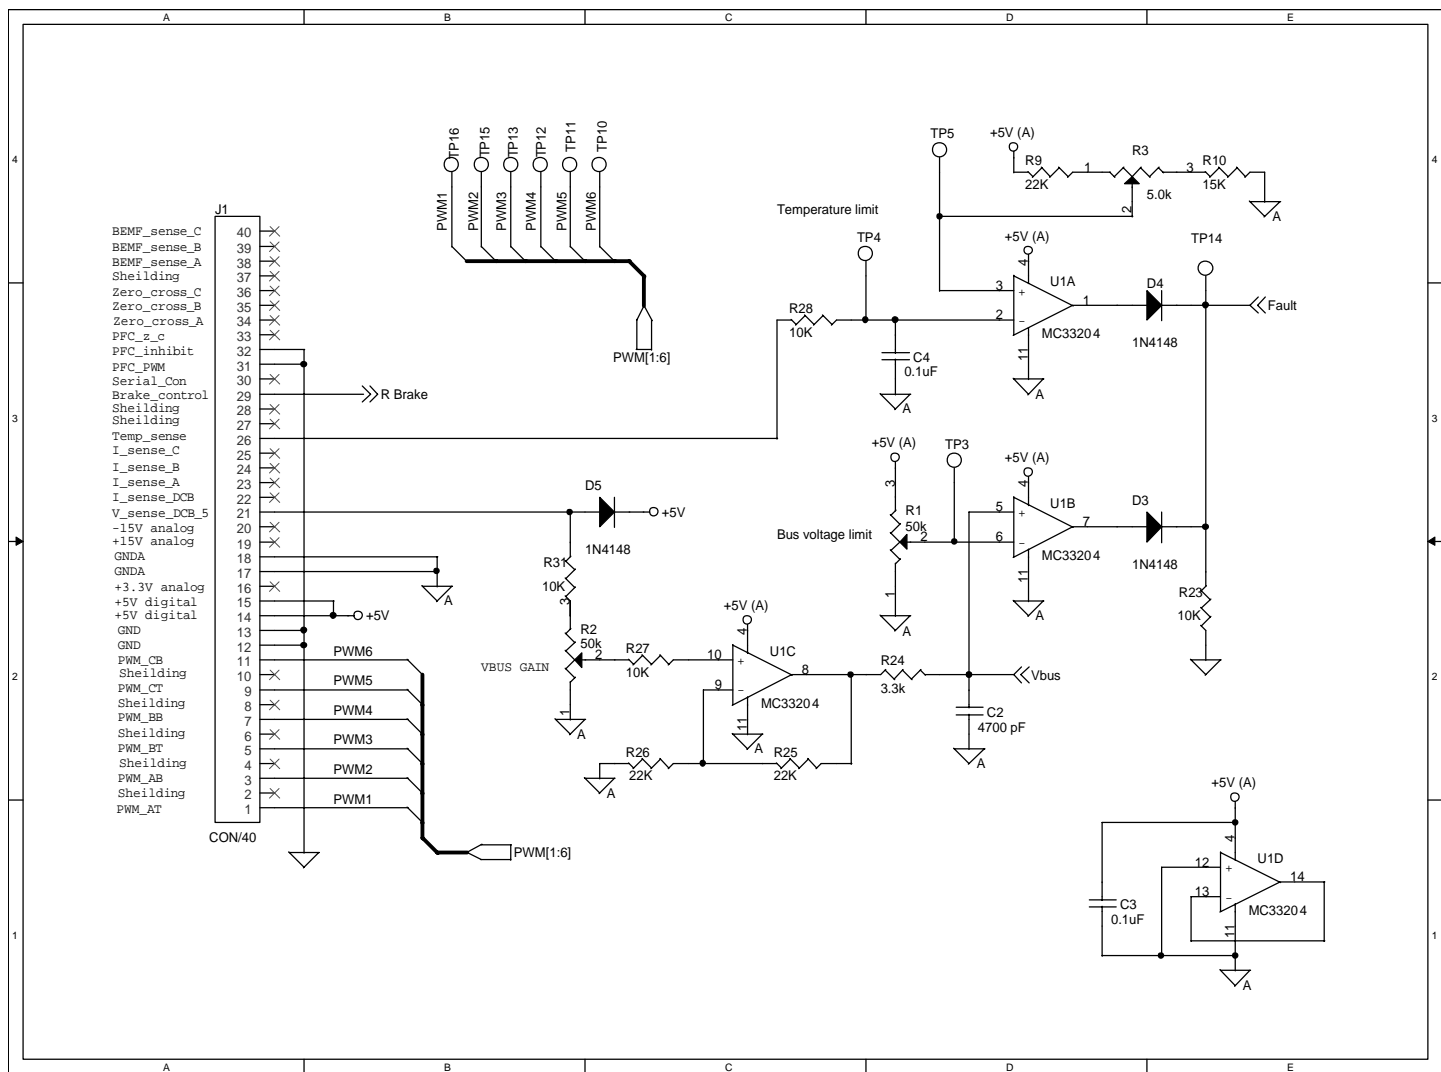 A B C D E
TP16 TP15 TP13 TP12 TP11 TP10
PWM1 PWM2 PWM3 PWM4 PWM5 PWM6
PWM[1:6]
4 4
3 3
2 2
1 1
J1
BEMF_sense_C 40
BEMF_sense_B 39
BEMF_sense_A 38
Sheilding 37
Zero_cross_C 36
Zero_cross_B 35
Zero_cross_A 34
PFC_z_c 33
PFC_inhibit 32
PFC_PWM 31
Serial_Con 30
Brake_control 29 R Brake
Sheilding 28
Sheilding 27
Temp_sense 26
I_sense_C 25
I_sense_B 24
I_sense_A 23
I_sense_DCB 22
V_sense_DCB_5 21
-15V analog 20
+15V analog 19
GNDA 18
GNDA 17
+3.3V analog 16
+5V digital 15
+5V digital 14 +5V
GND 13
GND 12
PWM_CB 11 PWM6
Sheilding 10
PWM_CT 9 PWM5
Sheilding 8
PWM_BB 7 PWM4
Sheilding 6
PWM_BT 5 PWM3
Sheilding 4
PWM_AB 3 PWM2
Sheilding 2
PWM_AT 1 PWM1
CON/40
A
PWM[1:6]
TP5
+5V (A)
R9
22K
1 R3 3
5.0k
2
R10
15K
A
Temperature limit
TP4
R28
10K
C4
0.1uF
A
+5V (A)
4
U1A
3 +
2 −
1
11
MC33204
A
D4
1N4148
TP14
Fault
D5
1N4148
+5V
R31
10K
3
R2
50k
2
1
A
VBUS GAIN
R27
10K
+5V (A)
4
U1C
10 +
9 −
8
11
MC33204
A
R26
22K
A
R25
22K
+5V (A)
3
R1
50k
2
1
A
Bus voltage limit
TP3
+5V (A)
4
U1B
5 +
6 −
7
11
MC33204
A
D3
1N4148
R23
10K
R24
3.3k
Vbus
C2
4700 pF
A
+5V (A)
4
U1D
12 +
13 −
14
11
MC33204
C3
0.1uF
A
A B C D E